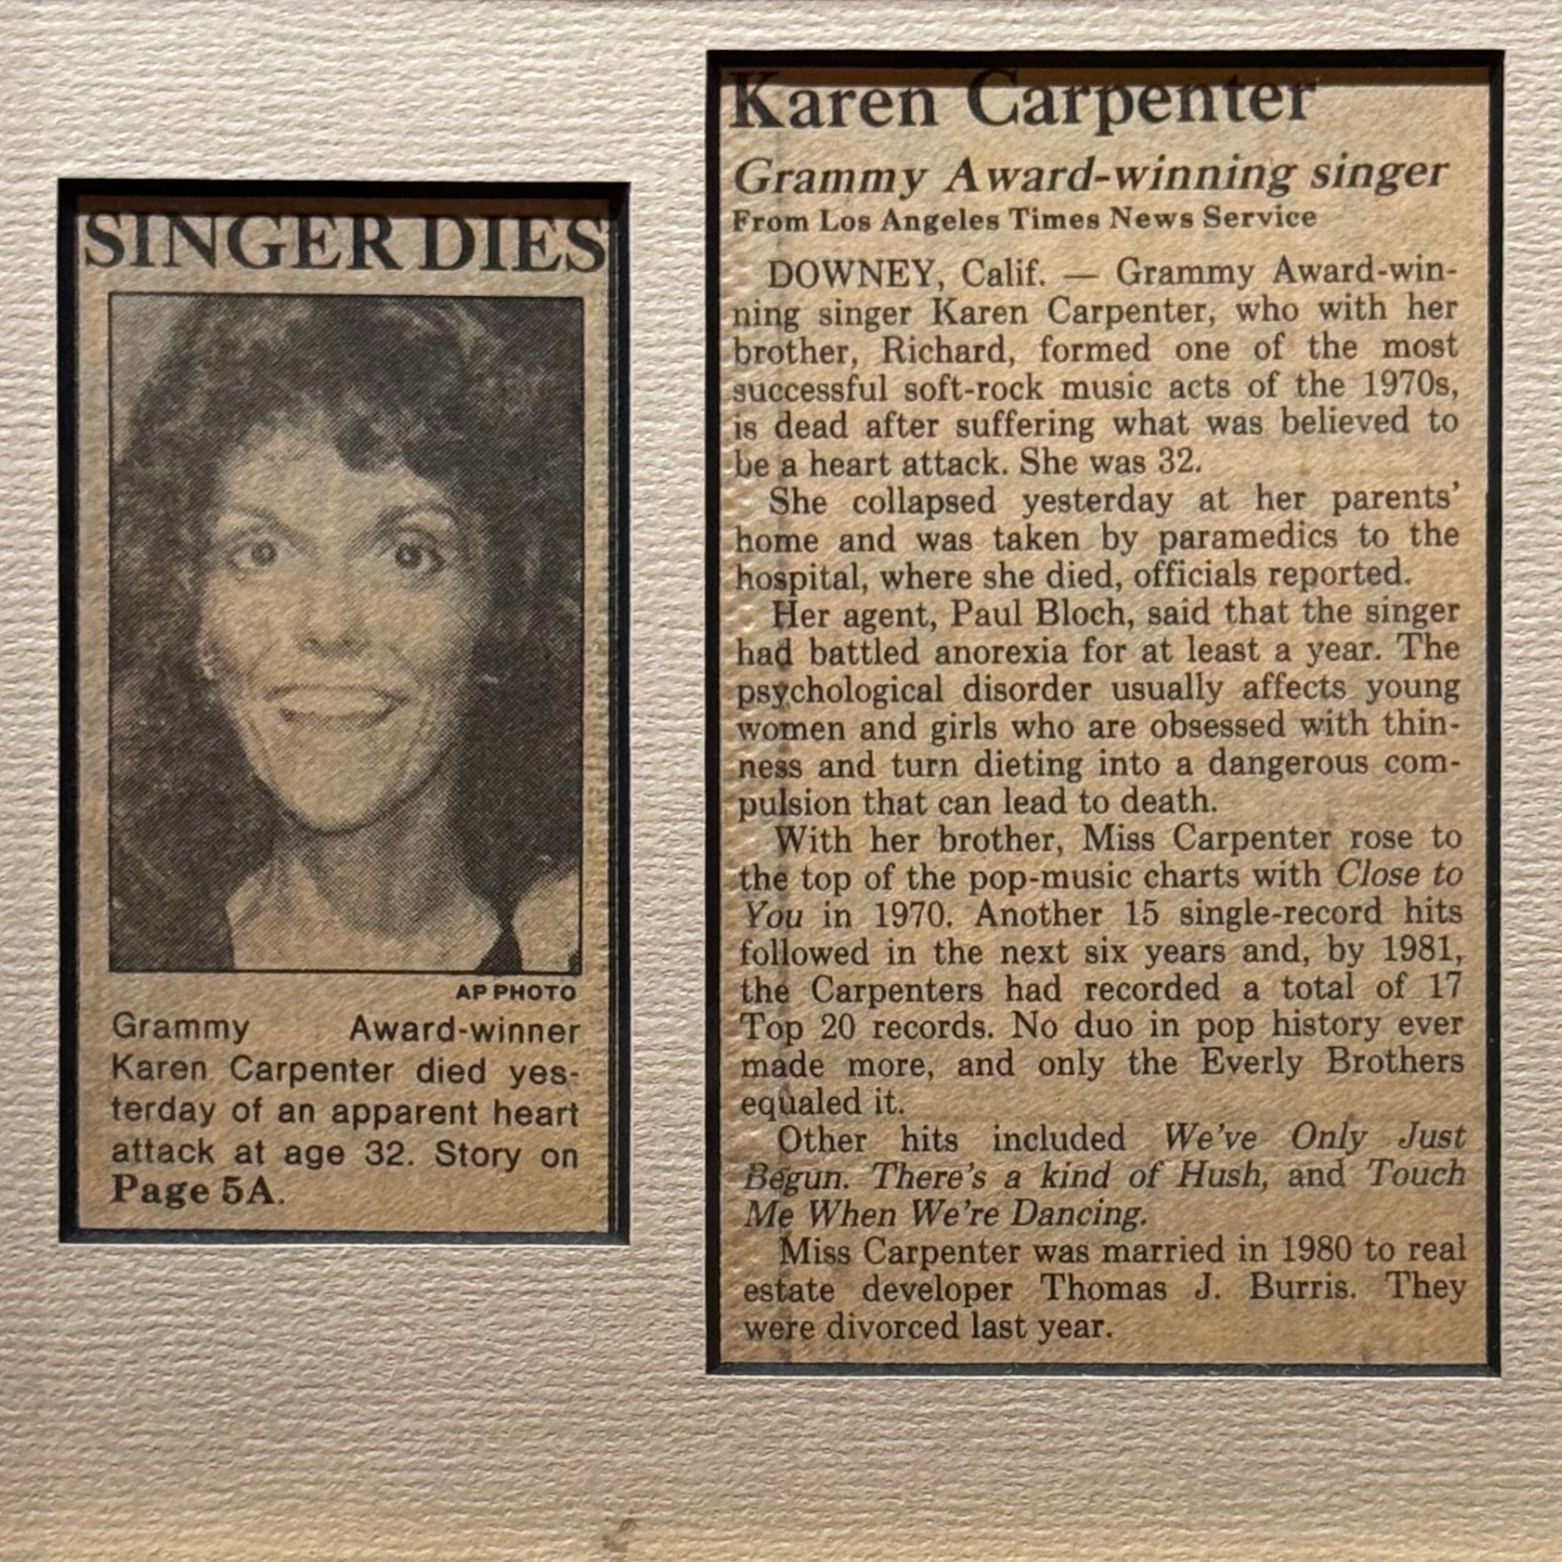 SINGER DIES
AP PHOTO
Grammy Award-winner
Karen Carpenter died yes-
terday of an apparent heart
attack at age 32. Story on
Page 5A.
Karen Carpenter
Grammy Award-winning singer
From Los Angeles Times News Service
DOWNEY, Calif. — Grammy Award-win-
ning singer Karen Carpenter, who with her
brother, Richard, formed one of the most
successful soft-rock music acts of the 1970s,
is dead after suffering what was believed to
be a heart attack. She was 32.
She collapsed yesterday at her parents'
home and was taken by paramedics to the
hospital, where she died, officials reported.
Her agent, Paul Bloch, said that the singer
had battled anorexia for at least a year. The
psychological disorder usually affects young
women and girls who are obsessed with thin-
ness and turn dieting into a dangerous com-
pulsion that can lead to death.
With her brother, Miss Carpenter rose to
the top of the pop-music charts with Close to
You in 1970. Another 15 single-record hits
followed in the next six years and, by 1981,
the Carpenters had recorded a total of 17
Top 20 records. No duo in pop history ever
made more, and only the Everly Brothers
equaled it.
Other hits included We've Only Just
Begun. There's a kind of Hush, and Touch
Me When We're Dancing.
Miss Carpenter was married in 1980 to real
estate developer Thomas J. Burris. They
were divorced last year.